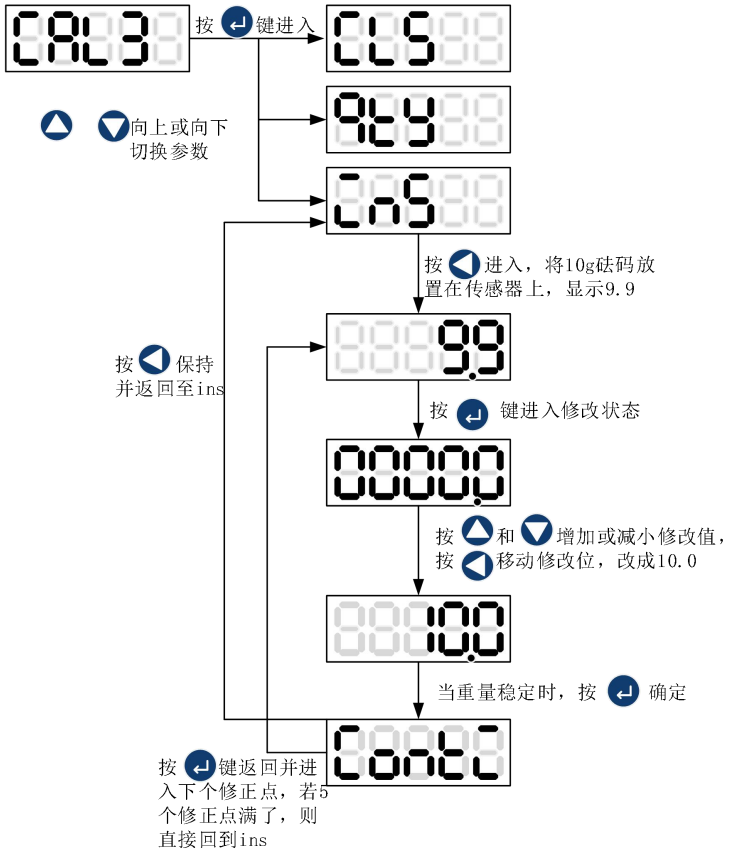 CAL3
按 键进入
CLS
qty
向上或向下
切换参数
InS
按 进入，将10g砝码放
置在传感器上，显示9.9
9.9
按 保持
并返回至ins
按 键进入修改状态
0000.0
按 和 增加或减小修改值，
按 移动修改位，改成10.0
10.0
当重量稳定时，按 确定
ContC
按 键返回并进
入下个修正点，若5
个修正点满了，则
直接回到ins